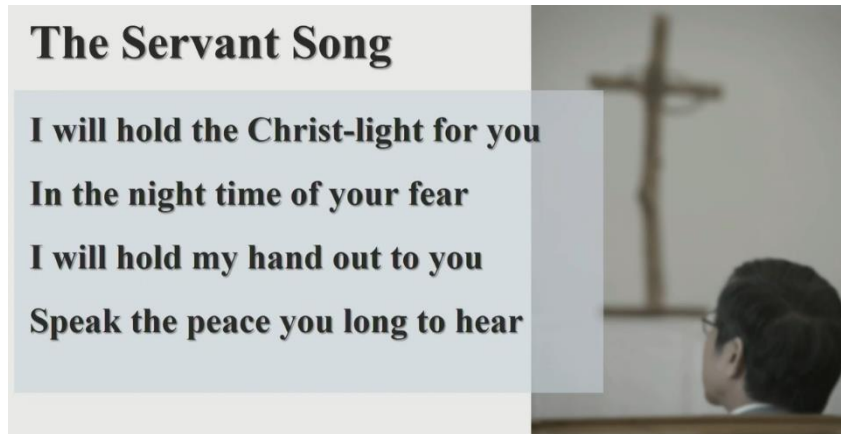 The Servant Song
I will hold the Christ-light for you
In the night time of your fear
I will hold my hand out to you
Speak the peace you long to hear